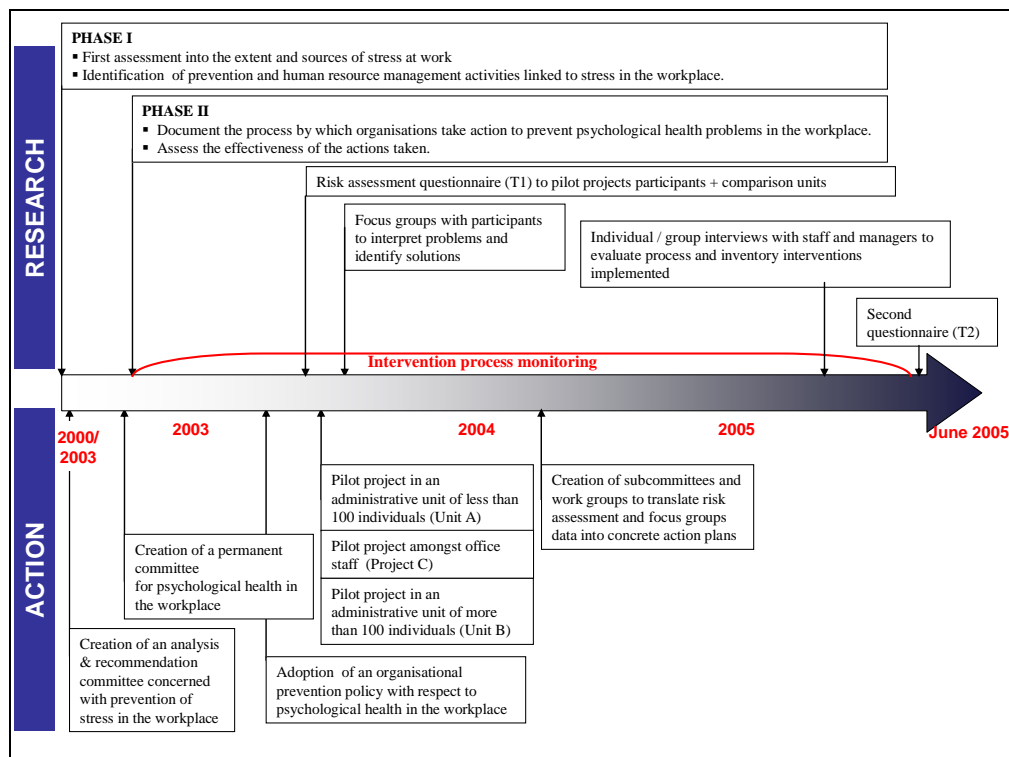 RESEARCH
PHASE I
▪ First assessment into the extent and sources of stress at work
▪ Identification of prevention and human resource management activities linked to stress in the workplace.
PHASE II
▪ Document the process by which organisations take action to prevent psychological health problems in the workplace.
▪ Assess the effectiveness of the actions taken.
Risk assessment questionnaire (T1) to pilot projects participants + comparison units
Focus groups with participants
to interpret problems and
identify solutions
Individual / group interviews with staff and managers to
evaluate process and inventory interventions
implemented
Second
questionnaire (T2)
Intervention process monitoring
2000/
2003
2003
2004
2005
June 2005
ACTION
Pilot project in an
administrative unit of less than
100 individuals (Unit A)
Pilot project amongst office
staff (Project C)
Pilot project in an
administrative unit of more
than 100 individuals (Unit B)
Creation of subcommittees and
work groups to translate risk
assessment and focus groups
data into concrete action plans
Creation of a permanent
committee
for psychological health in
the workplace
Creation of an analysis
& recommendation
committee concerned
with prevention of
stress in the workplace
Adoption of an organisational
prevention policy with respect to
psychological health in the workplace